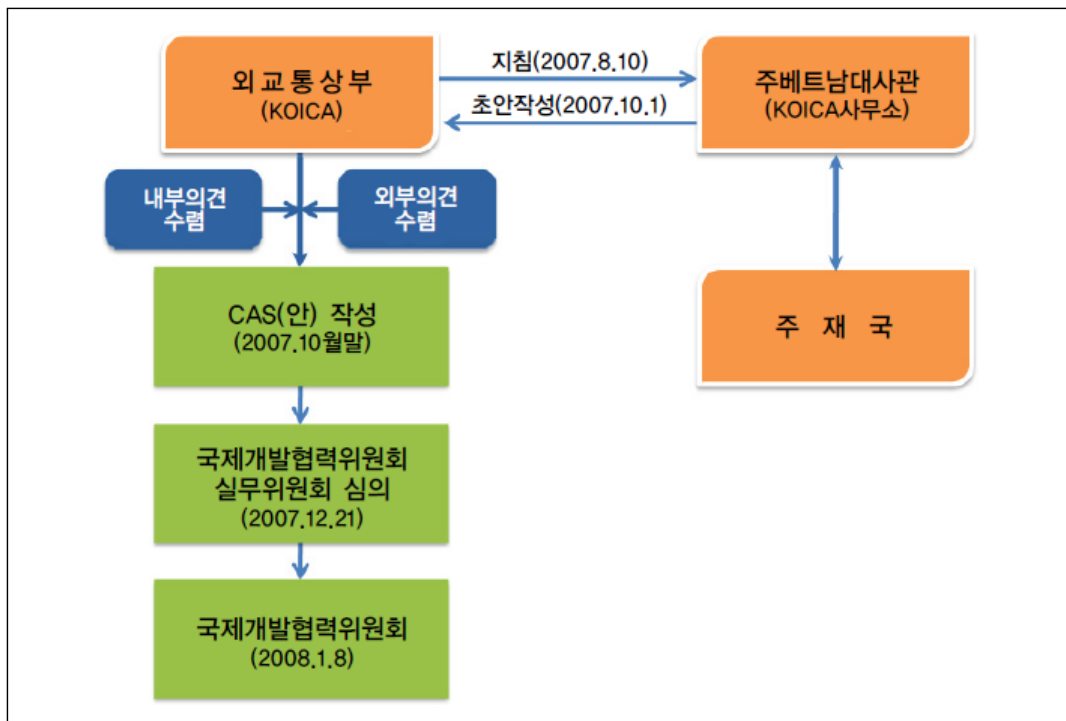 외교통상부
(KOICA)
지침(2007.8.10)
초안작성(2007.10.1)
주베트남대사관
(KOICA사무소)
내부의견
수렴
외부의견
수렴
CAS(안) 작성
(2007.10월말)
주 재 국
국제개발협력위원회
실무위원회 심의
(2007.12.21)
국제개발협력위원회
(2008.1.8)